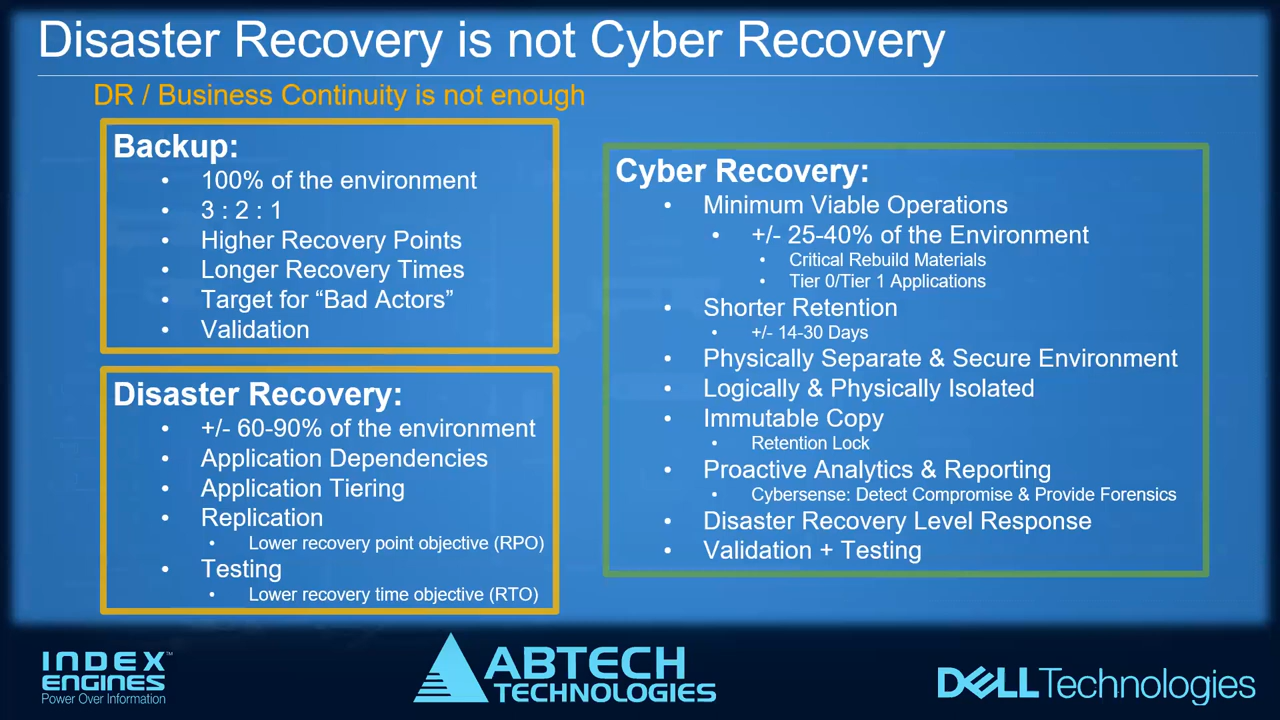 Disaster Recovery is not Cyber Recovery
DR / Business Continuity is not enough
Backup:
• 100% of the environment
• 3 : 2 : 1
• Higher Recovery Points
• Longer Recovery Times
• Target for “Bad Actors”
• Validation
Disaster Recovery:
• +/- 60-90% of the environment
• Application Dependencies
• Application Tiering
• Replication
• Lower recovery point objective (RPO)
• Testing
• Lower recovery time objective (RTO)
Cyber Recovery:
• Minimum Viable Operations
• +/- 25-40% of the Environment
• Critical Rebuild Materials
• Tier 0/Tier 1 Applications
• Shorter Retention
• +/- 14-30 Days
• Physically Separate & Secure Environment
• Logically & Physically Isolated
• Immutable Copy
• Retention Lock
• Proactive Analytics & Reporting
• Cybersense: Detect Compromise & Provide Forensics
• Disaster Recovery Level Response
• Validation + Testing
INDEX™
ENGINES
Power Over Information
ABTECH
TECHNOLOGIES
DELLTechnologies